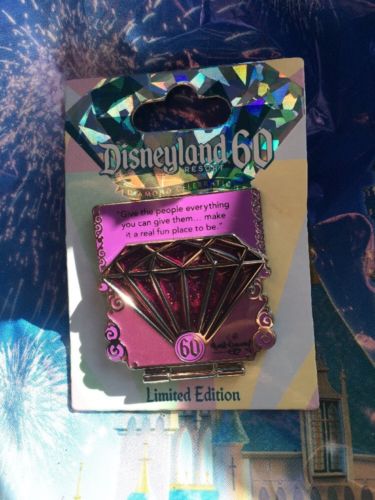 Disneyland 60
RESORT
DIAMOND CELEBRATION
"Give the people everything
you can give them... make
it a real fun place to be."
60
Limited Edition